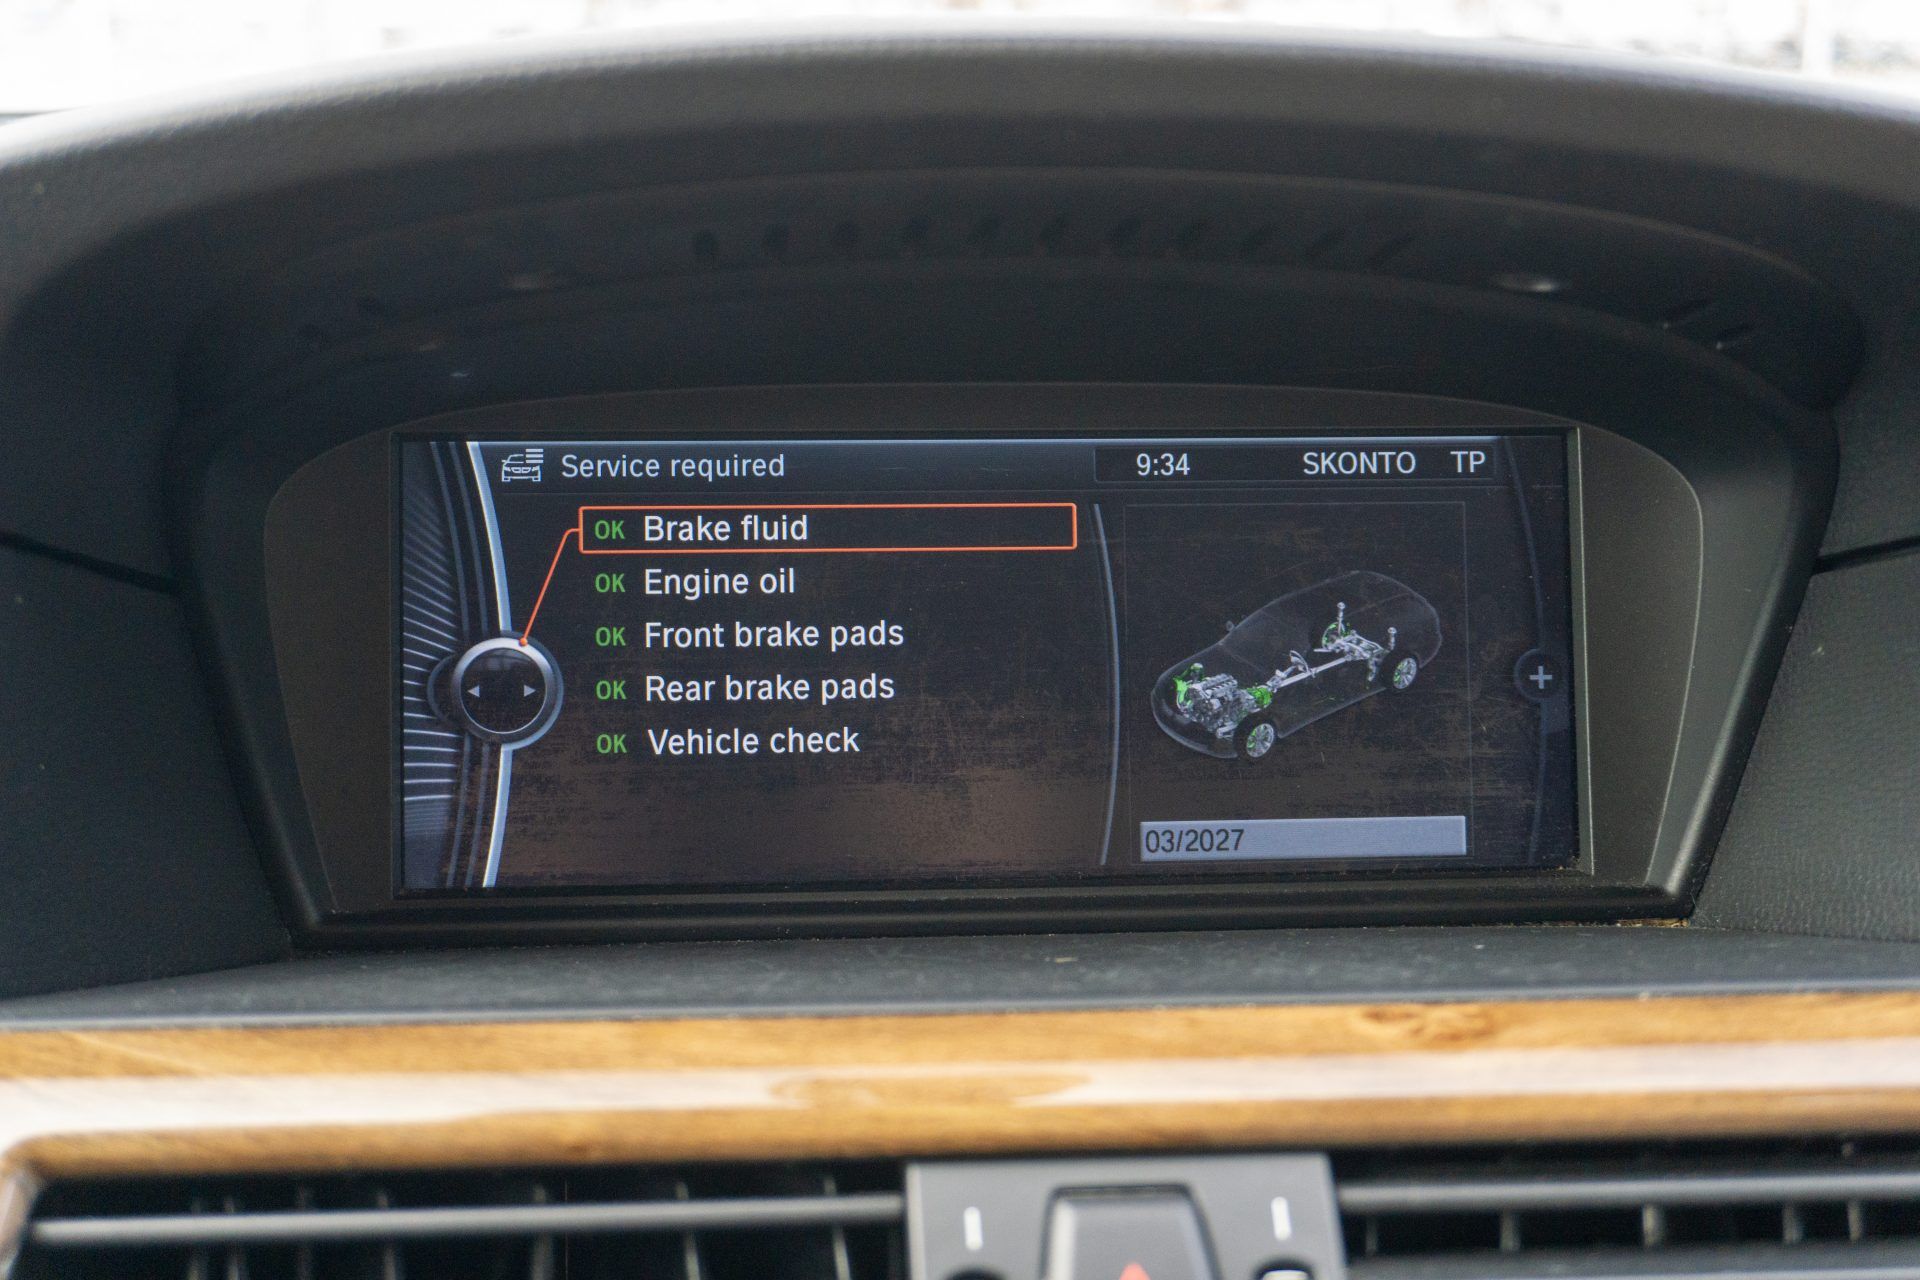 Service required
9:34 SKONTO TP
OK Brake fluid
OK Engine oil
OK Front brake pads
OK Rear brake pads
OK Vehicle check
+
03/2027